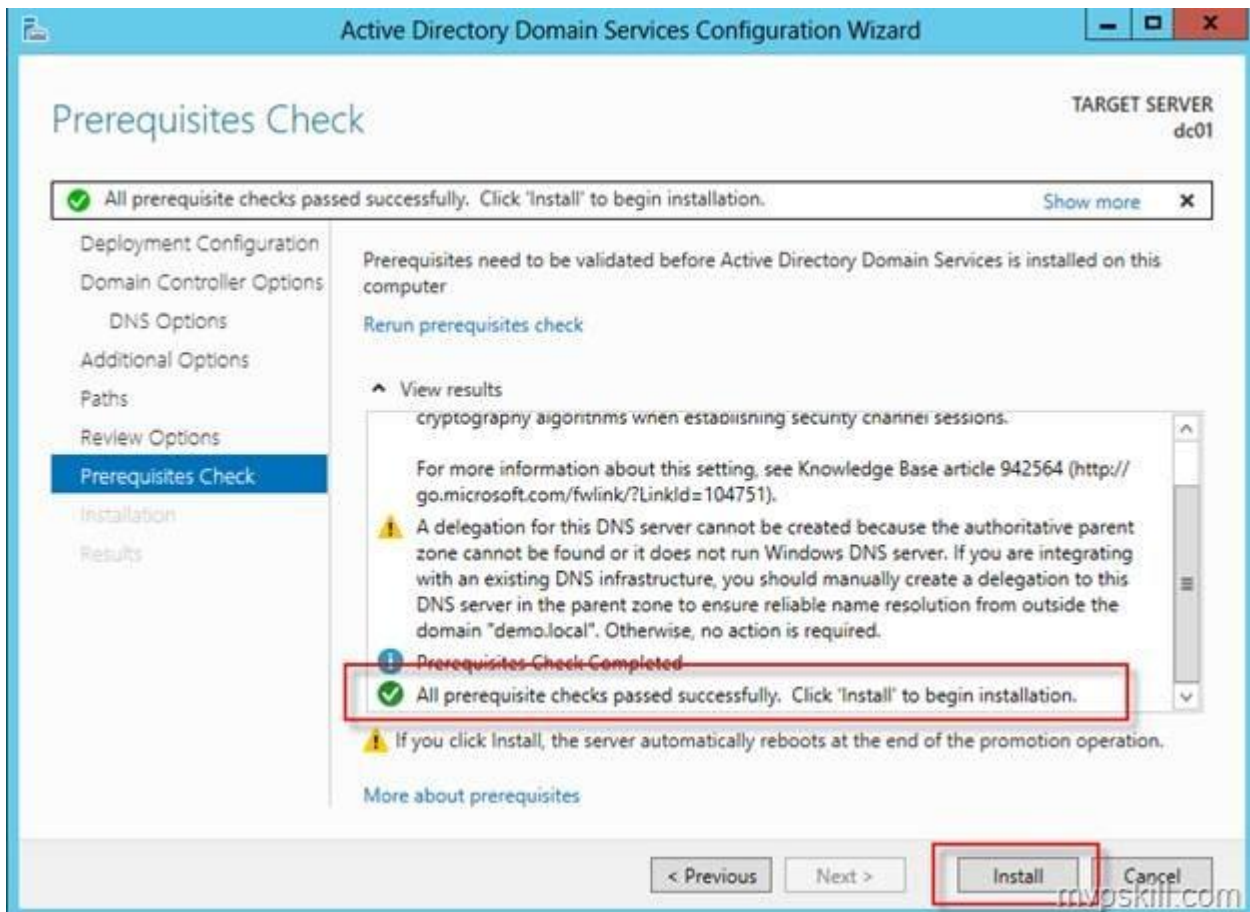 Active Directory Domain Services Configuration Wizard
Prerequisites Check
TARGET SERVER
dc01
All prerequisite checks passed successfully. Click 'Install' to begin installation.
Show more
Deployment Configuration
Domain Controller Options
DNS Options
Additional Options
Paths
Review Options
Prerequisites Check
Installation
Results
Prerequisites need to be validated before Active Directory Domain Services is installed on this
computer
Rerun prerequisites check
View results
cryptography algorithms when establishing security channel sessions.
For more information about this setting, see Knowledge Base article 942564 (http://
go.microsoft.com/fwlink/?LinkId=104751).
A delegation for this DNS server cannot be created because the authoritative parent
zone cannot be found or it does not run Windows DNS server. If you are integrating
with an existing DNS infrastructure, you should manually create a delegation to this
DNS server in the parent zone to ensure reliable name resolution from outside the
domain "demo.local". Otherwise, no action is required.
Prerequisites Check Completed
All prerequisite checks passed successfully. Click 'Install' to begin installation.
If you click Install, the server automatically reboots at the end of the promotion operation.
More about prerequisites
< Previous
Next >
Install
Cancel
mvpskill.com